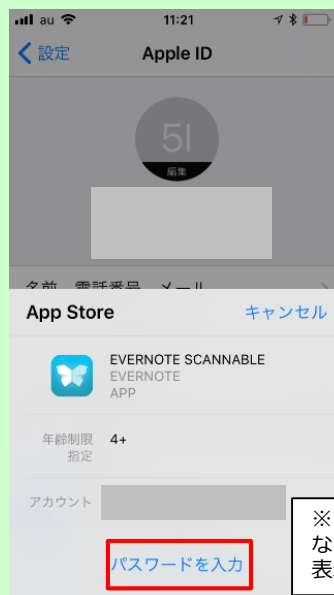 au 11:21
設定 Apple ID
51
編集
名前、電話番号、メール
App Store キャンセル
EVERNOTE SCANNABLE
EVERNOTE
APP
年齢制限 4+
指定
アカウント
パスワードを入力
※
な
表